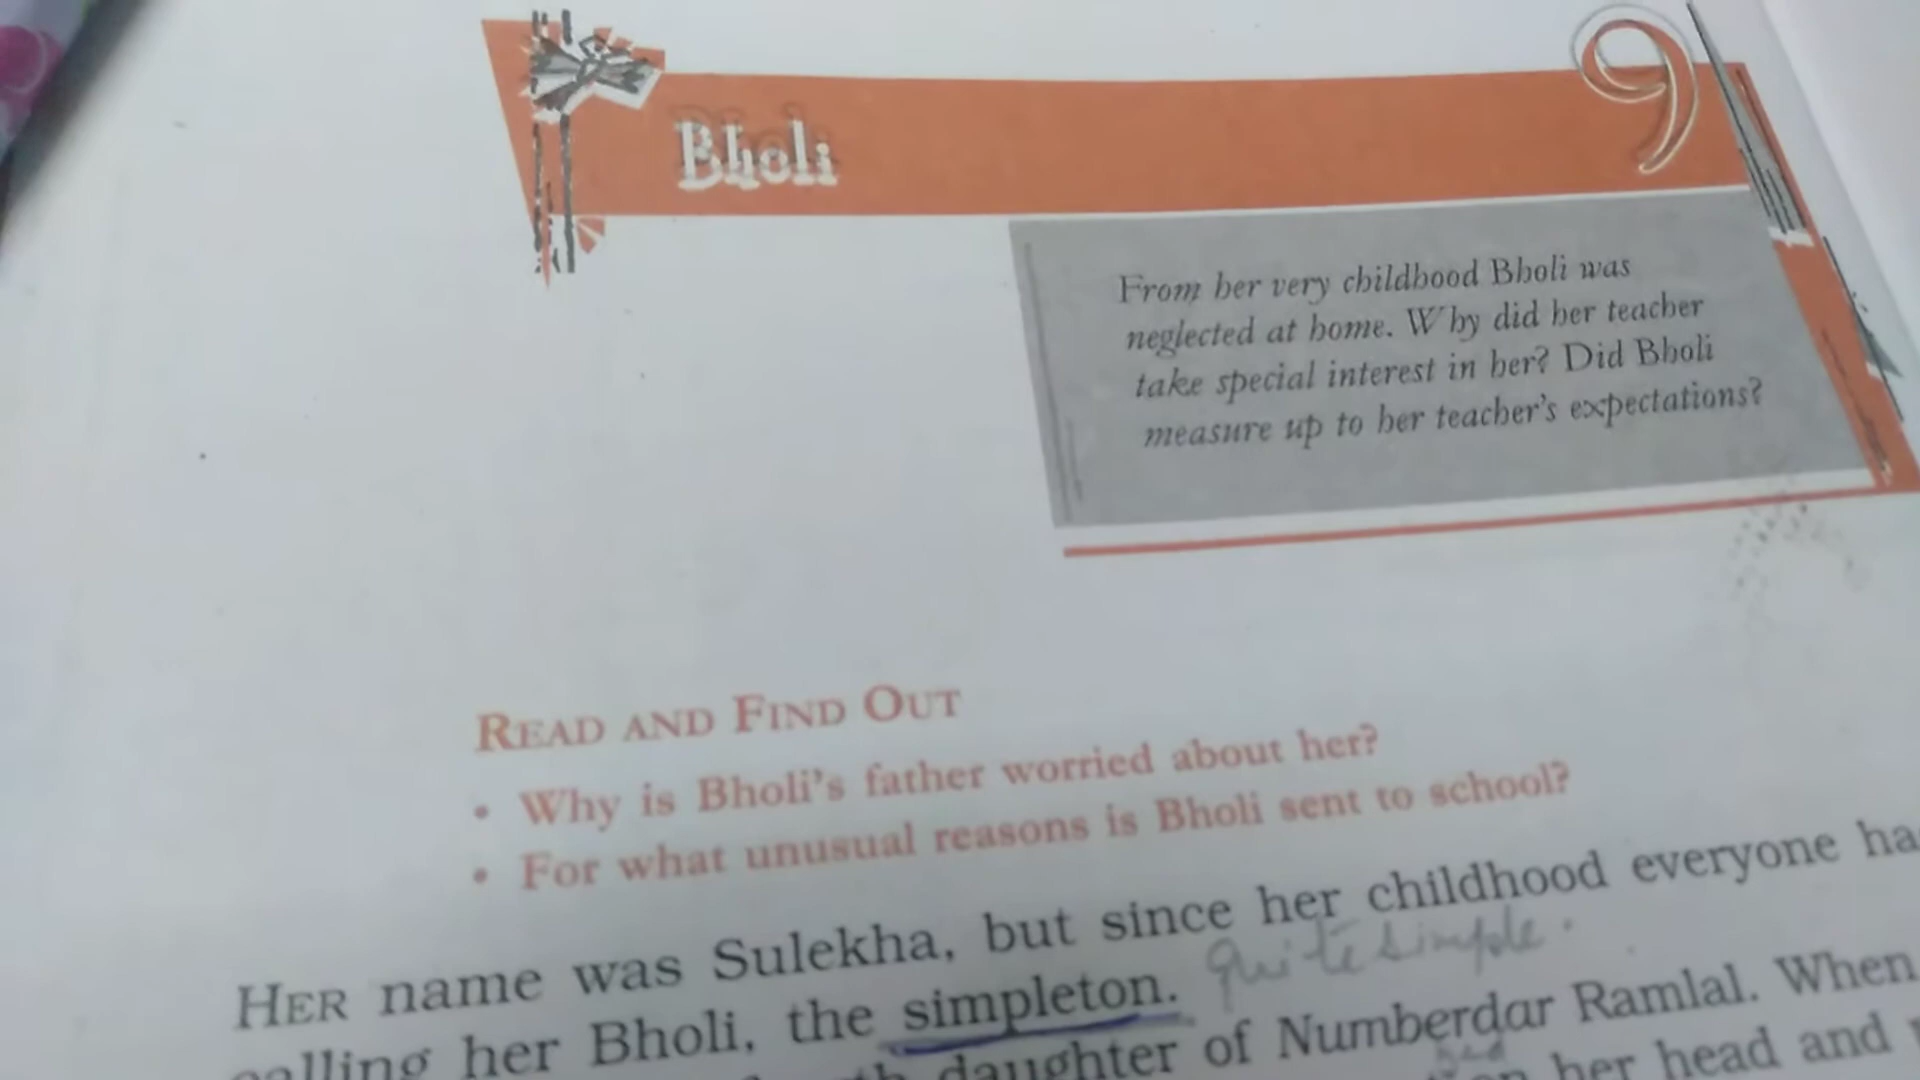 Bholi
9
From her very childhood Bholi was
neglected at home. Why did her teacher
take special interest in her? Did Bholi
measure up to her teacher's expectations?
READ AND FIND OUT
• Why is Bholi's father worried about her?
• For what unusual reasons is Bholi sent to school?
HER name was Sulekha, but since her childhood everyone ha
quite simple.
calling her Bholi, the simpleton.
daughter of Numberdar Ramlal. When
on her head and